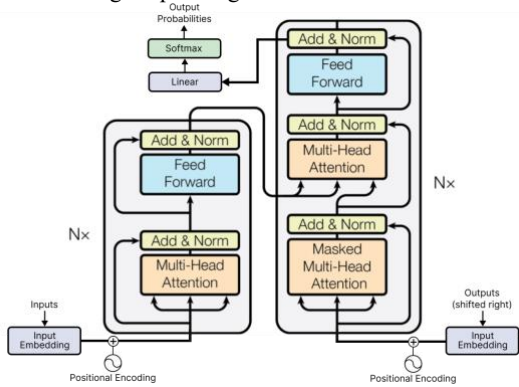 Output
Probabilities
Softmax
Linear
Add & Norm
Feed
Forward
Add & Norm
Multi-Head
Attention
Add & Norm
Masked
Multi-Head
Attention
N×
Add & Norm
Feed
Forward
Add & Norm
Multi-Head
Attention
N×
Inputs
Input
Embedding
Positional Encoding
Outputs
(shifted right)
Input
Embedding
Positional Encoding